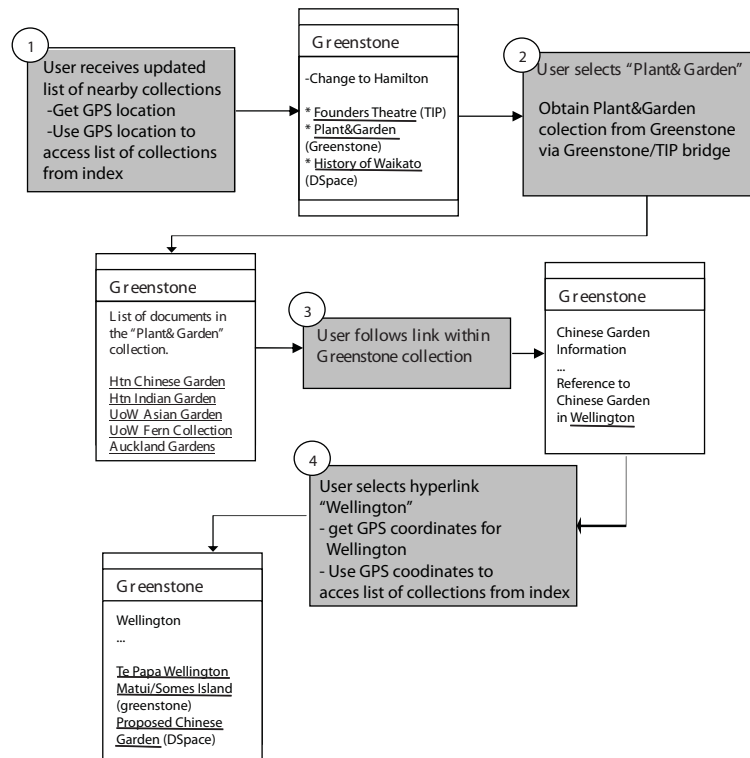 1
User receives updated
list of nearby collections
-Get GPS location
-Use GPS location to
access list of collections
from index
Greenstone
-Change to Hamilton
* Founders Theatre (TIP)
* Plant&Garden
(Greenstone)
* History of Waikato
(DSpace)
2
User selects “Plant& Garden”
Obtain Plant&Garden
colection from Greenstone
via Greenstone/TIP bridge
Greenstone
List of documents in
the “Plant& Garden”
collection.
Htn Chinese Garden
Htn Indian Garden
UoW Asian Garden
UoW Fern Collection
Auckland Gardens
3
User follows link within
Greenstone collection
Greenstone
Chinese Garden
Information
...
Reference to
Chinese Garden
in Wellington
4
User selects hyperlink
“Wellington”
- get GPS coordinates for
Wellington
- Use GPS coodinates to
acces list of collections from index
Greenstone
Wellington
...
Te Papa Wellington
Matui/Somes Island
(greenstone)
Proposed Chinese
Garden (DSpace)